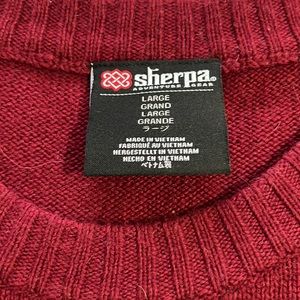 sherpa
ADVENTURE GEAR
LARGE
GRAND
LARGE
GRANDE
ラージ
MADE IN VIETNAM
FABRIQUÉ AU VIETNAM
HERGESTELLT IN VIETNAM
HECHO EN VIETNAM
ベトナム製